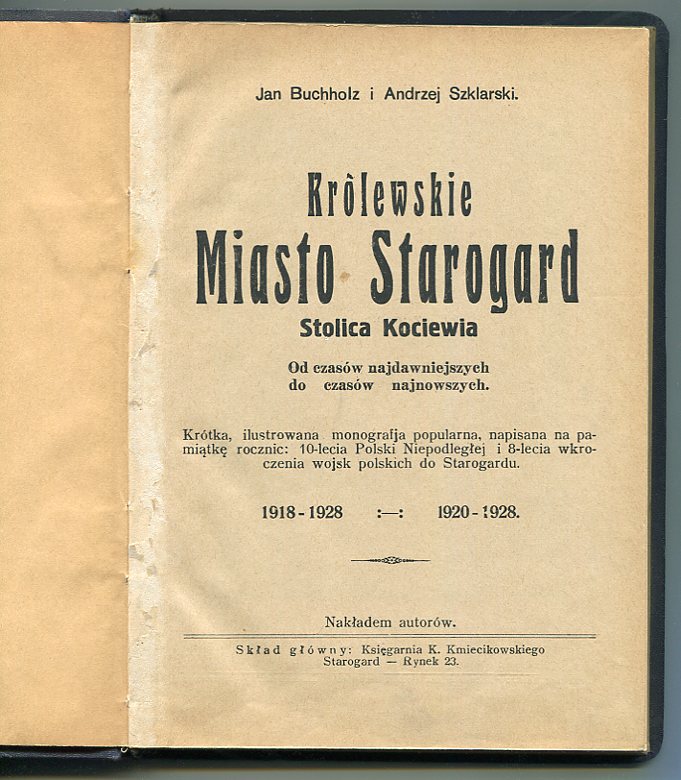 Jan Buchholz i Andrzej Szklarski.
Królewskie
Miasto Starogard
Stolica Kociewia
Od czasów najdawniejszych
do czasów najnowszych.
Krótka, ilustrowana monografja popularna, napisana na pa-
miątkę rocznic: 10-lecia Polski Niepodległej i 8-lecia wkro-
czenia wojsk polskich do Starogardu.
1918-1928 :—: 1920-1928.
Nakładem autorów.
Skład główny: Księgarnia K. Kmiecikowskiego
Starogard — Rynek 23.